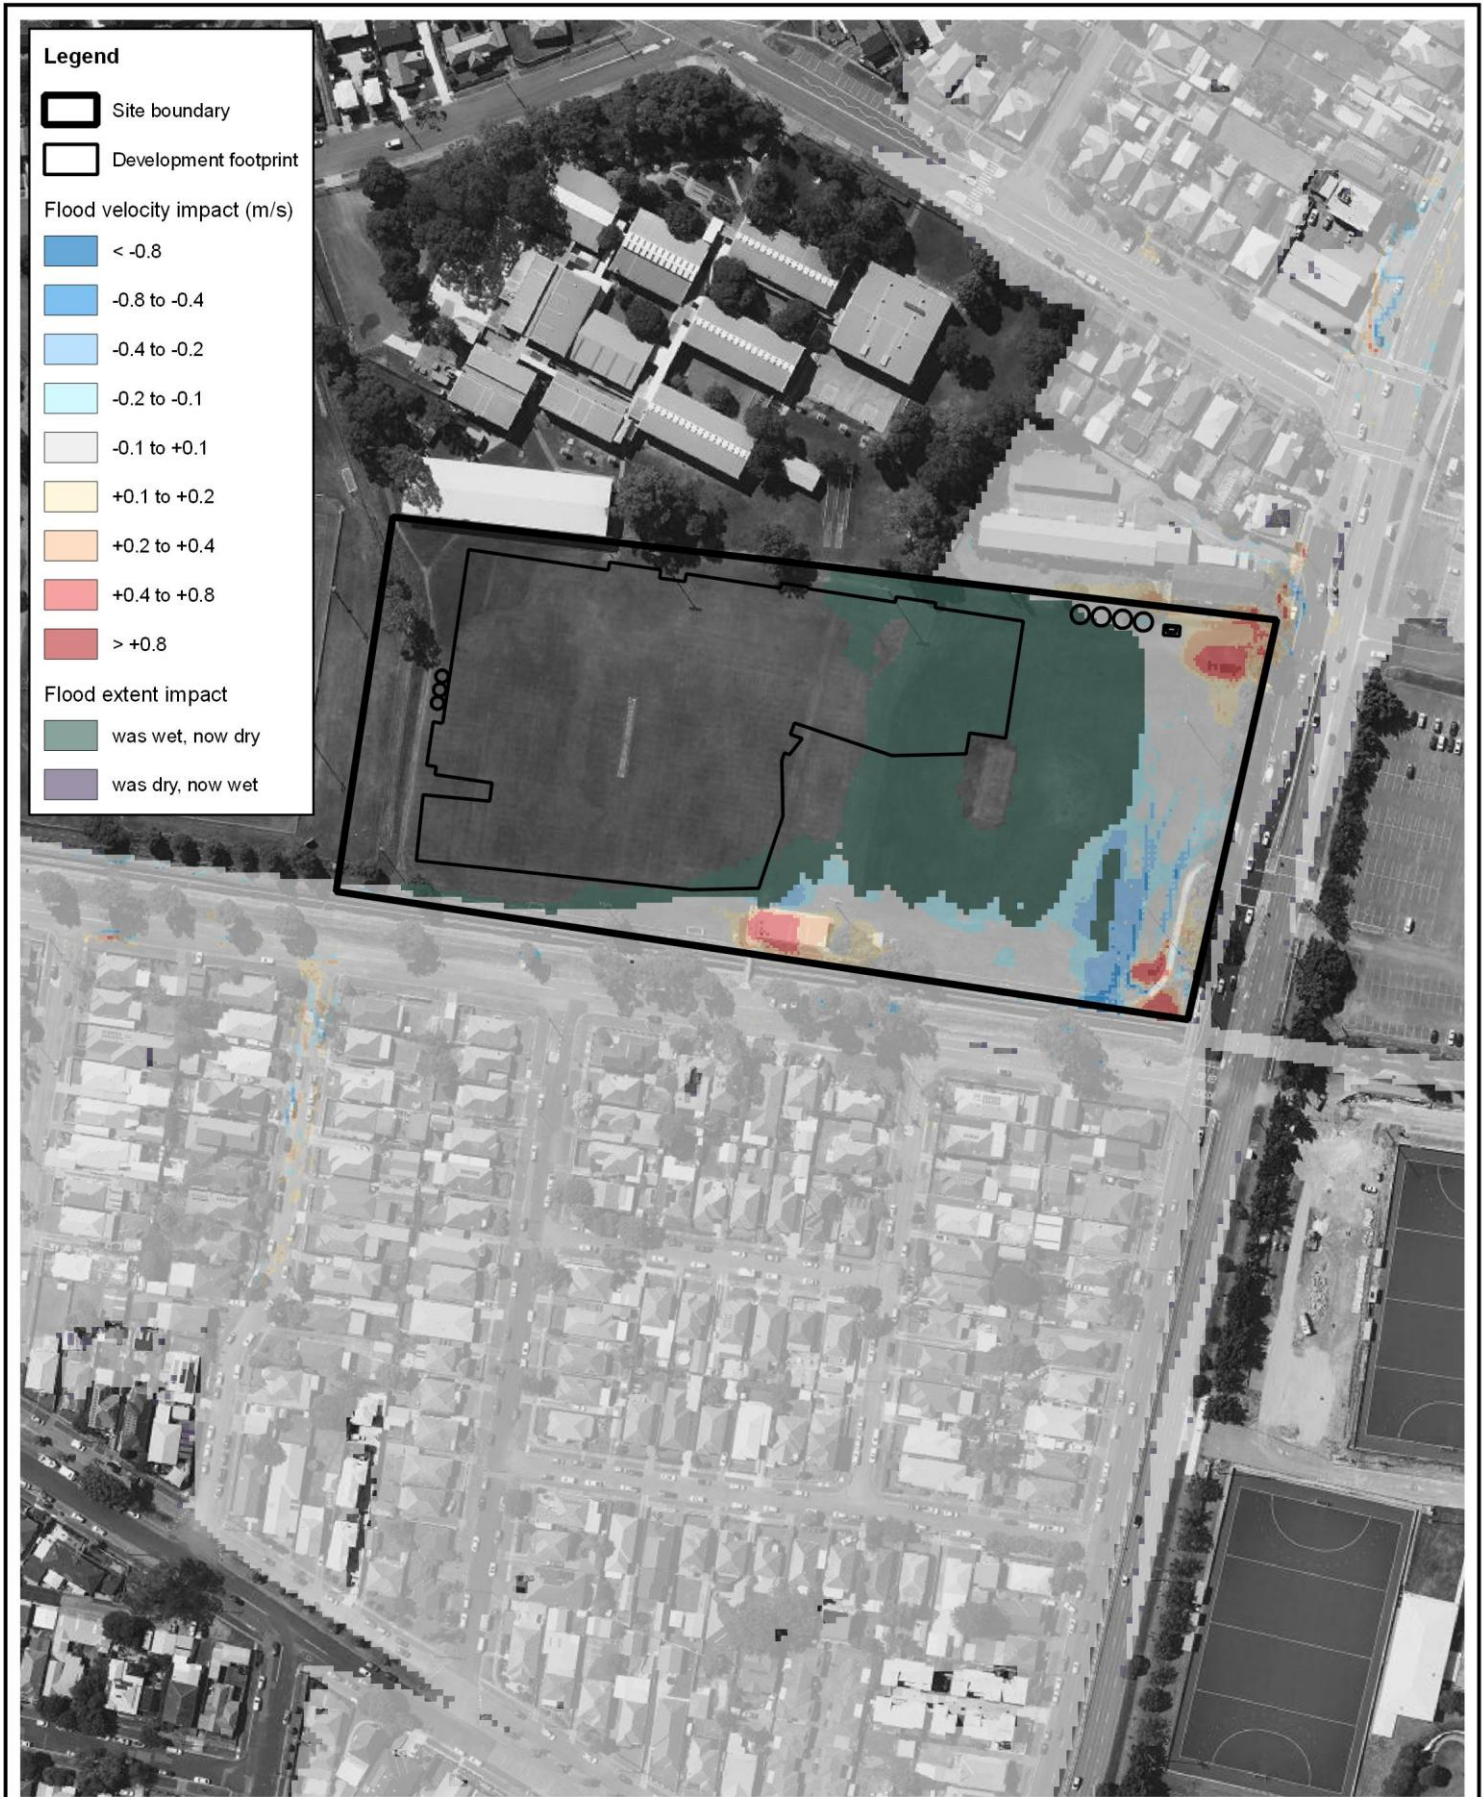 Legend
Site boundary
Development footprint
Flood velocity impact (m/s)
< -0.8
-0.8 to -0.4
-0.4 to -0.2
-0.2 to -0.1
-0.1 to +0.1
+0.1 to +0.2
+0.2 to +0.4
+0.4 to +0.8
> +0.8
Flood extent impact
was wet, now dry
was dry, now wet